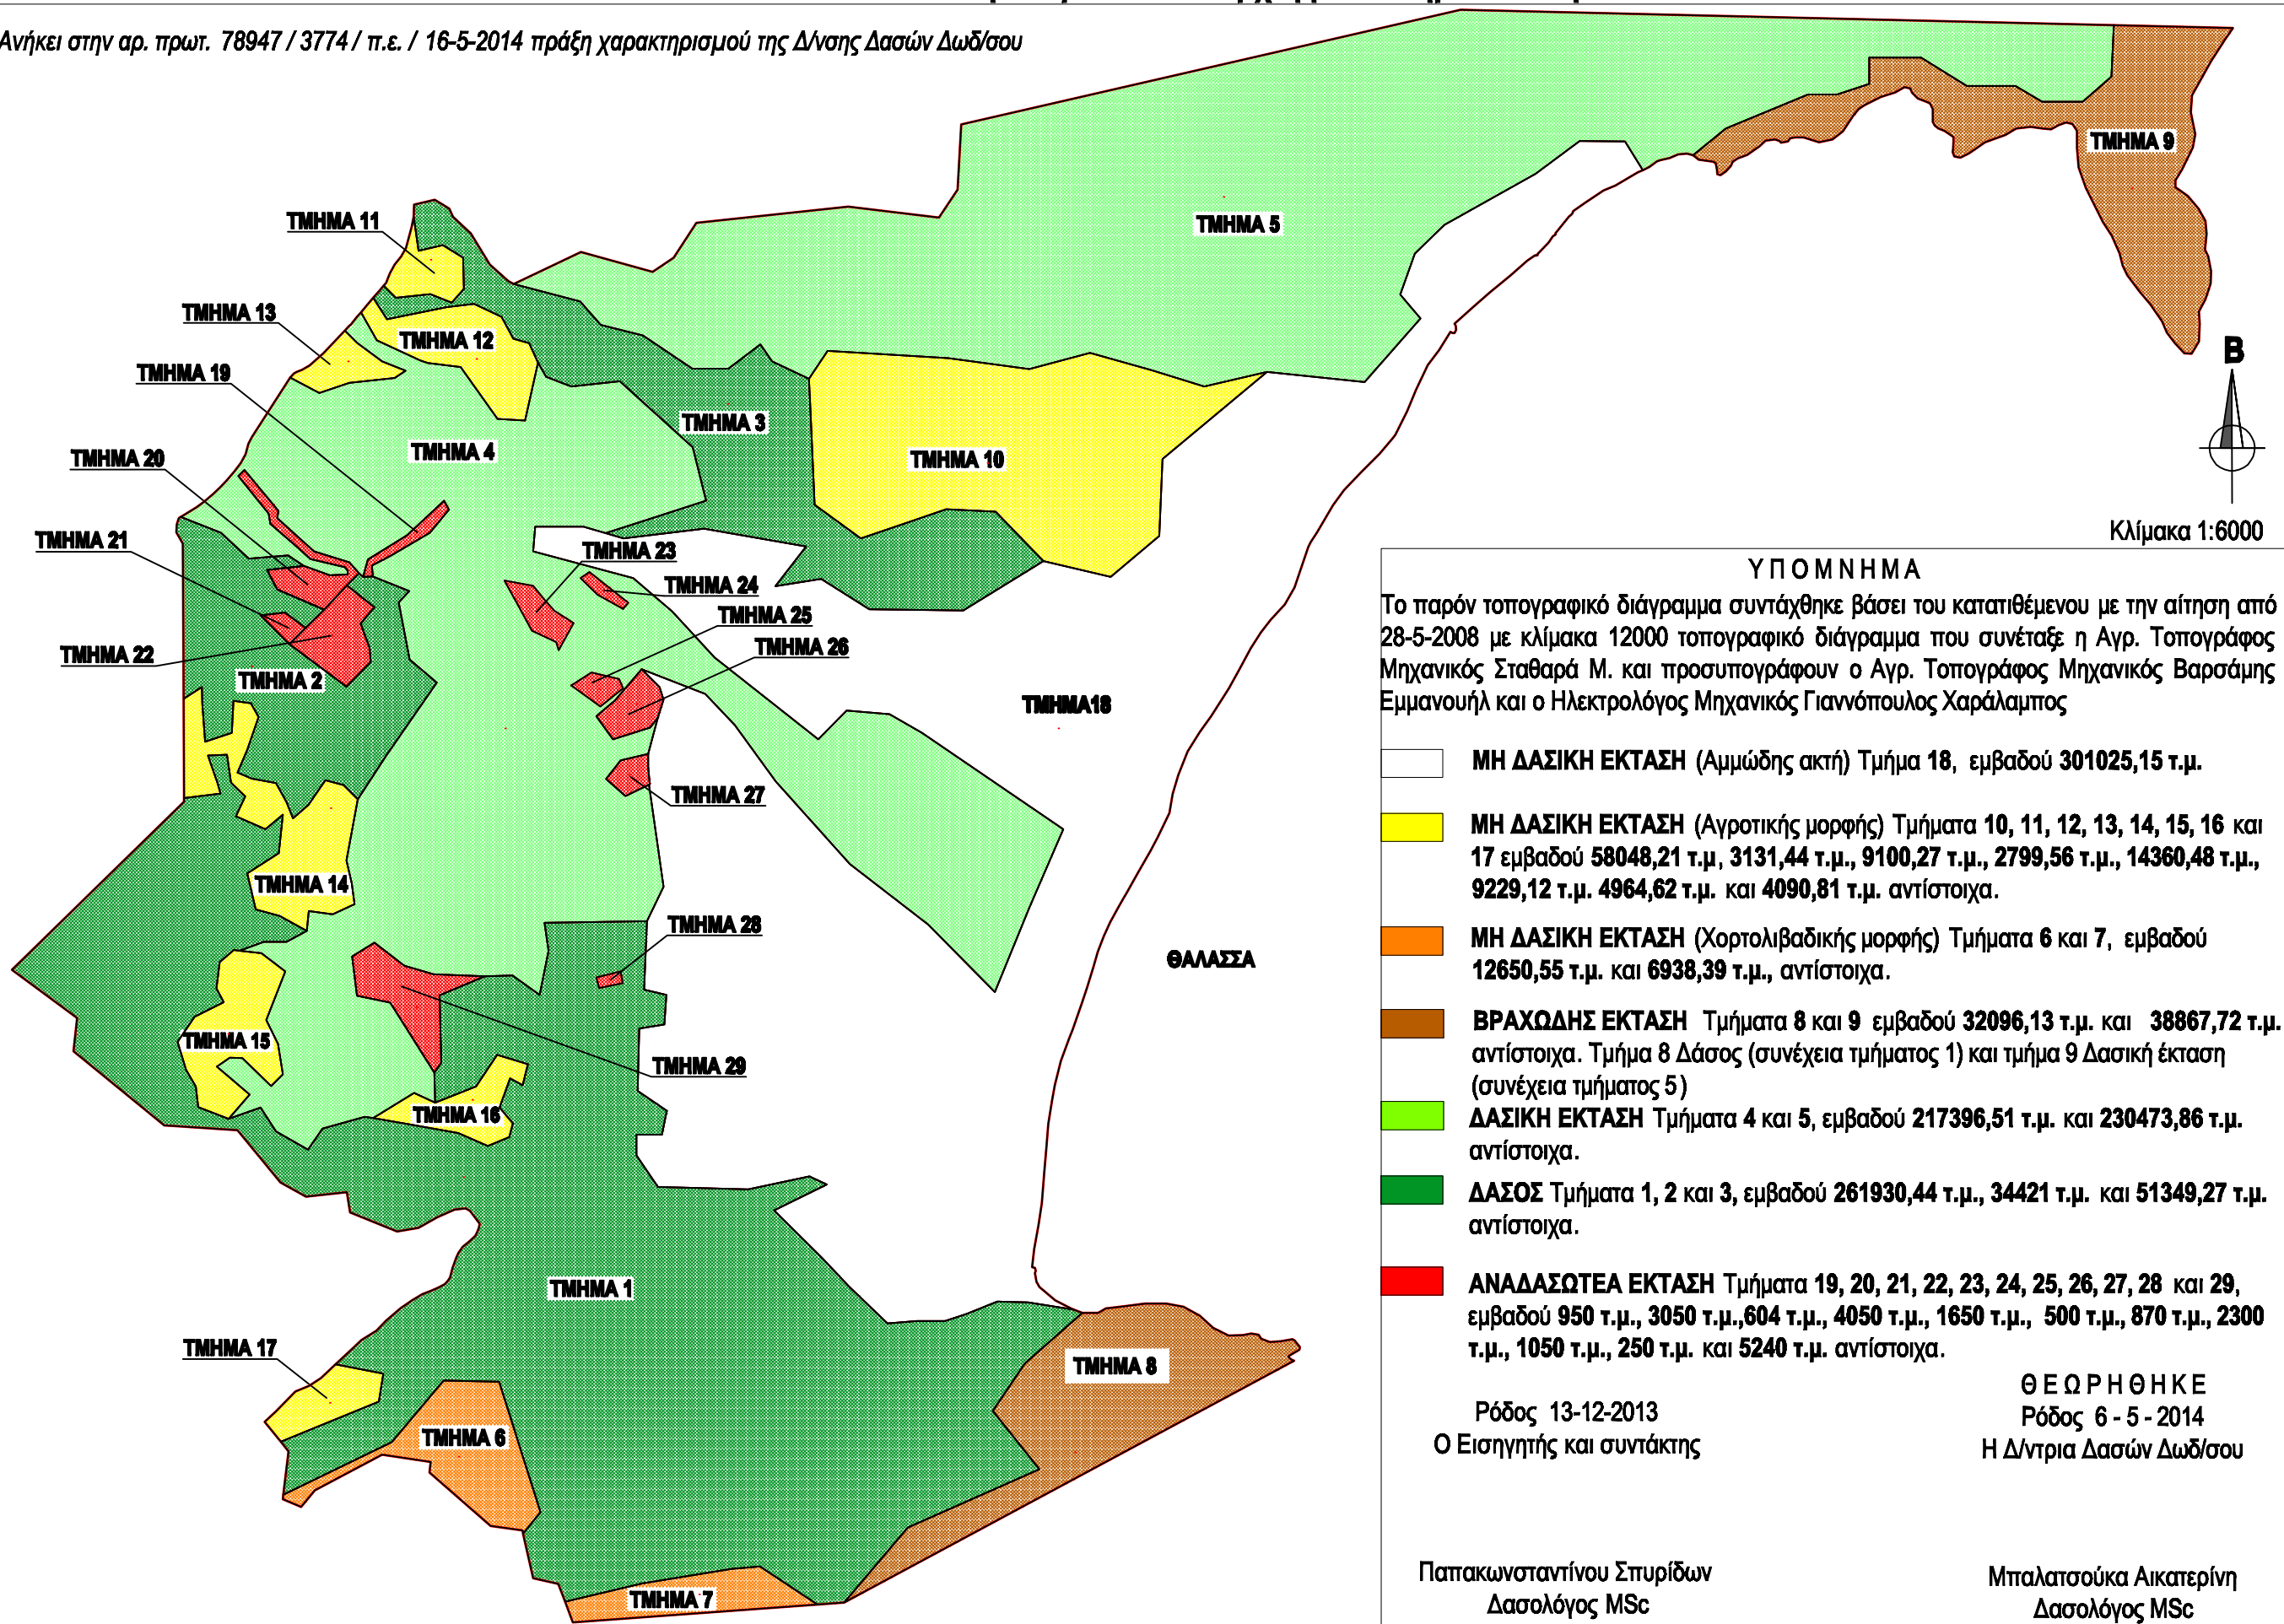 Ανήκει στην αρ. πρωτ. 78947 / 3774 / π.ε. / 16-5-2014 πράξη χαρακτηρισμού της Δ/νσης Δασών Δωδ/σου
ΤΜΗΜΑ 9
ΤΜΗΜΑ 11
ΤΜΗΜΑ 5
ΤΜΗΜΑ 13
ΤΜΗΜΑ 12
Β
ΤΜΗΜΑ 19
ΤΜΗΜΑ 3
ΤΜΗΜΑ 4
ΤΜΗΜΑ 20
ΤΜΗΜΑ 10
Κλίμακα 1:6000
ΤΜΗΜΑ 21
ΤΜΗΜΑ 23
ΤΜΗΜΑ 24
ΤΜΗΜΑ 25
ΤΜΗΜΑ 26
ΤΜΗΜΑ 22
ΤΜΗΜΑ 2
ΤΜΗΜΑ18
ΤΜΗΜΑ 27
ΤΜΗΜΑ 14
ΤΜΗΜΑ 28
ΘΑΛΑΣΣΑ
ΤΜΗΜΑ 15
ΤΜΗΜΑ 29
ΤΜΗΜΑ 16
ΤΜΗΜΑ 1
ΤΜΗΜΑ 17
ΤΜΗΜΑ 8
ΤΜΗΜΑ 6
ΤΜΗΜΑ 7
ΥΠΟΜΝΗΜΑ
Το παρόν τοπογραφικό διάγραμμα συντάχθηκε βάσει του κατατιθέμενου με την αίτηση από
28-5-2008 με κλίμακα 12000 τοπογραφικό διάγραμμα που συνέταξε η Αγρ. Τοπογράφος
Μηχανικός Σταθαρά Μ. και προσυπογράφουν ο Αγρ. Τοπογράφος Μηχανικός Βαρσάμης
Εμμανουήλ και ο Ηλεκτρολόγος Μηχανικός Γιαννόπουλος Χαράλαμπος
ΜΗ ΔΑΣΙΚΗ ΕΚΤΑΣΗ (Αμμώδης ακτή) Τμήμα 18, εμβαδού 301025,15 τ.μ.
ΜΗ ΔΑΣΙΚΗ ΕΚΤΑΣΗ (Αγροτικής μορφής) Τμήματα 10, 11, 12, 13, 14, 15, 16 και
17 εμβαδού 58048,21 τ.μ, 3131,44 τ.μ., 9100,27 τ.μ., 2799,56 τ.μ., 14360,48 τ.μ.,
9229,12 τ.μ. 4964,62 τ.μ. και 4090,81 τ.μ. αντίστοιχα.
ΜΗ ΔΑΣΙΚΗ ΕΚΤΑΣΗ (Χορτολιβαδικής μορφής) Τμήματα 6 και 7, εμβαδού
12650,55 τ.μ. και 6938,39 τ.μ., αντίστοιχα.
ΒΡΑΧΩΔΗΣ ΕΚΤΑΣΗ Τμήματα 8 και 9 εμβαδού 32096,13 τ.μ. και 38867,72 τ.μ.
αντίστοιχα. Τμήμα 8 Δάσος (συνέχεια τμήματος 1) και τμήμα 9 Δασική έκταση
(συνέχεια τμήματος 5)
ΔΑΣΙΚΗ ΕΚΤΑΣΗ Τμήματα 4 και 5, εμβαδού 217396,51 τ.μ. και 230473,86 τ.μ.
αντίστοιχα.
ΔΑΣΟΣ Τμήματα 1, 2 και 3, εμβαδού 261930,44 τ.μ., 34421 τ.μ. και 51349,27 τ.μ.
αντίστοιχα.
ΑΝΑΔΑΣΩΤΕΑ ΕΚΤΑΣΗ Τμήματα 19, 20, 21, 22, 23, 24, 25, 26, 27, 28 και 29,
εμβαδού 950 τ.μ., 3050 τ.μ.,604 τ.μ., 4050 τ.μ., 1650 τ.μ., 500 τ.μ., 870 τ.μ., 2300
τ.μ., 1050 τ.μ., 250 τ.μ. και 5240 τ.μ. αντίστοιχα.
Ρόδος 13-12-2013
Ο Εισηγητής και συντάκτης
Παπακωνσταντίνου Σπυρίδων
Δασολόγος MSc
ΘΕΩΡΗΘΗΚΕ
Ρόδος 6 - 5 - 2014
Η Δ/ντρια Δασών Δωδ/σου
Μπαλατσούκα Αικατερίνη
Δασολόγος MSc